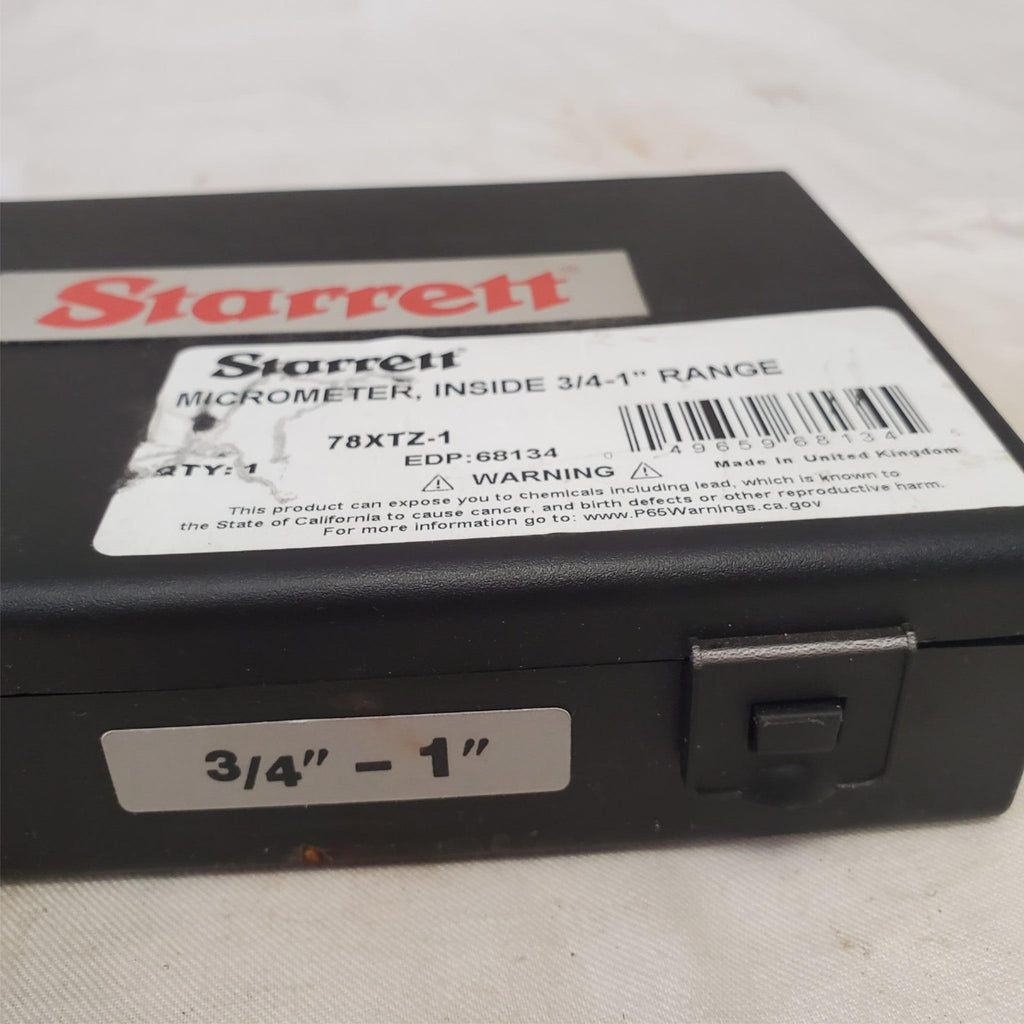 Starrett®
Starrett®
MICROMETER, INSIDE 3/4-1" RANGE
78XTZ-1
EDP:68134
QTY: 1
0 49659 68134 5
Made in United Kingdom
⚠ WARNING ⚠
This product can expose you to chemicals including lead, which is known to
the State of California to cause cancer, and birth defects or other reproductive harm.
For more information go to: www.P65Warnings.ca.gov
3/4" – 1"